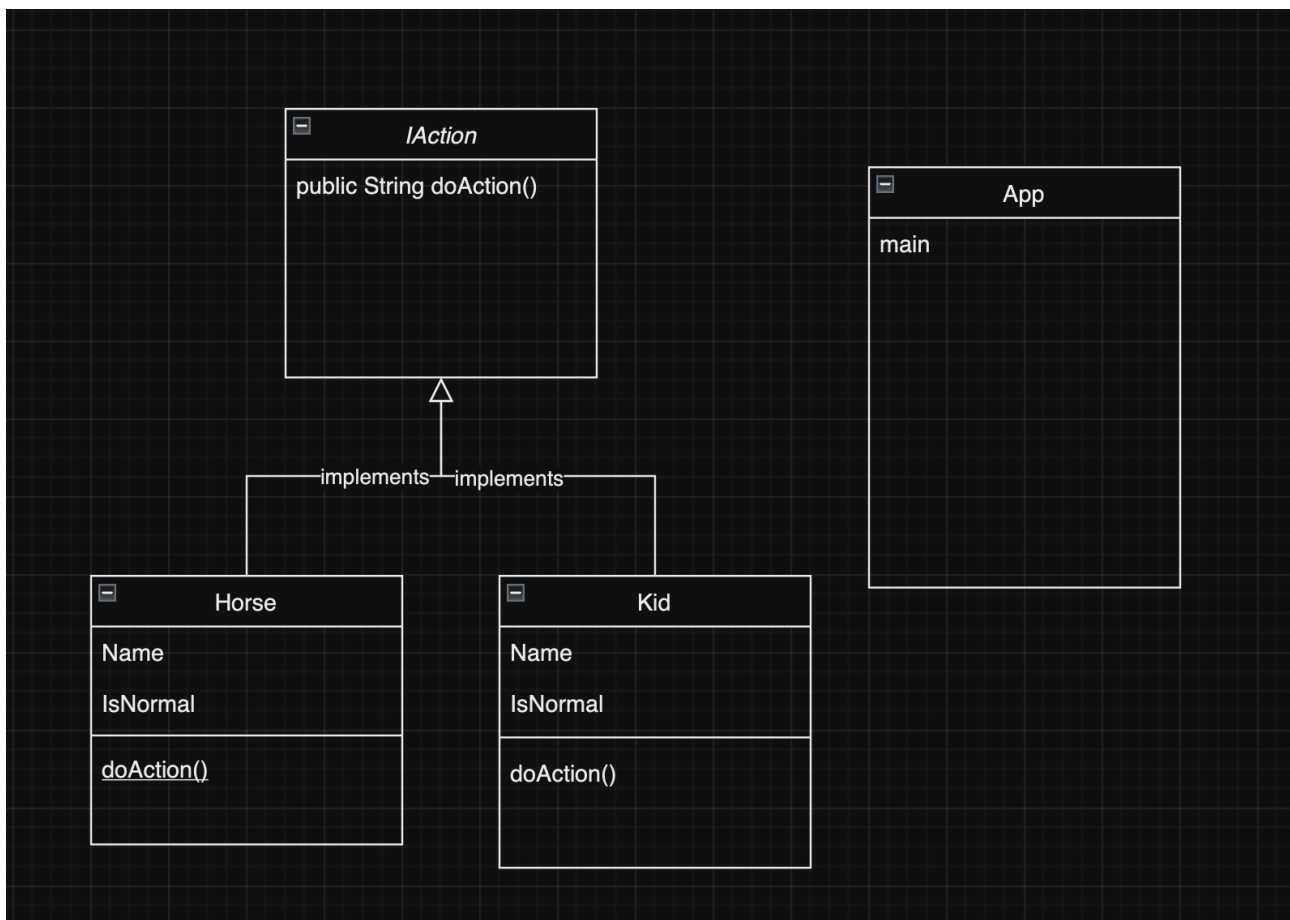 IAction
public String doAction()
App
main
implements
implements
Horse
Name
IsNormal
doAction()
Kid
Name
IsNormal
doAction()